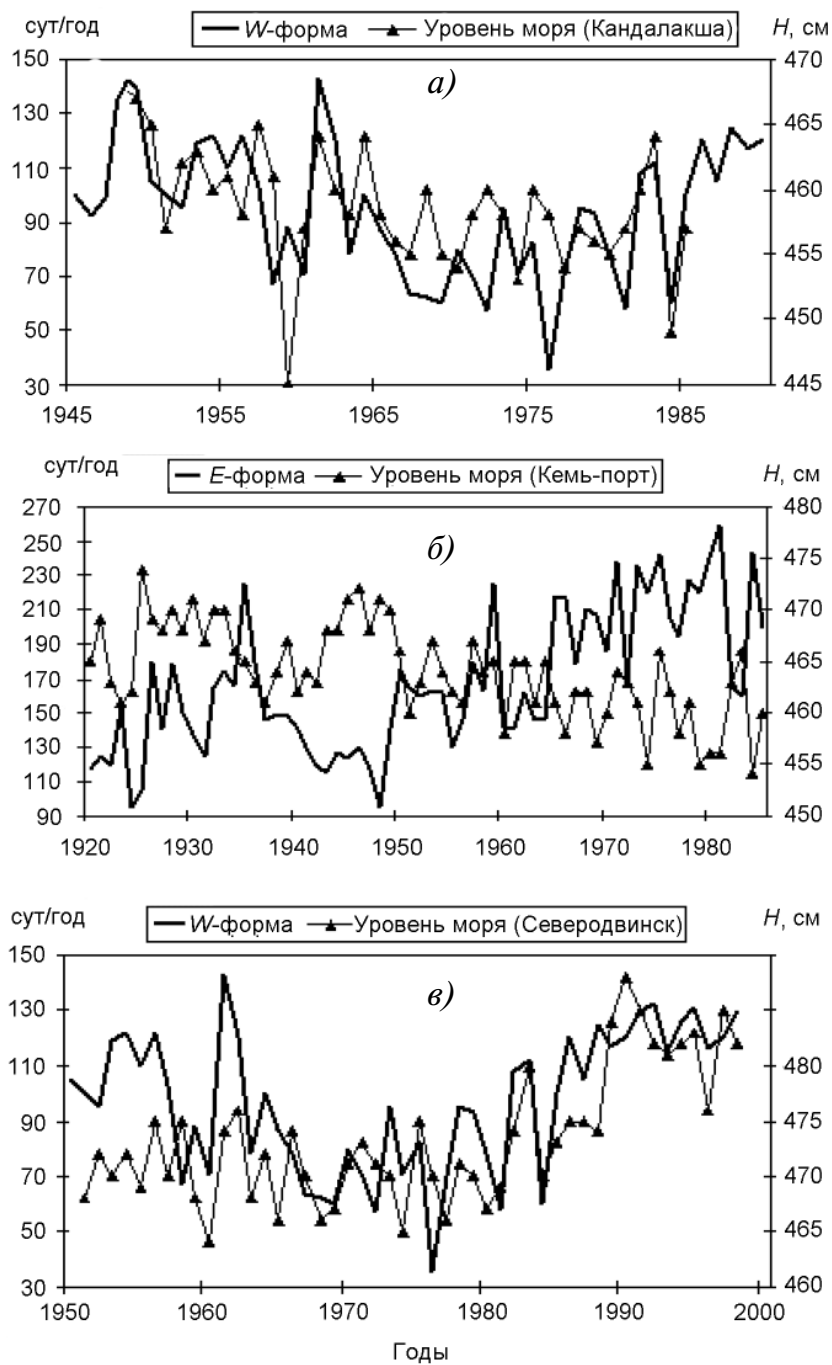 сут/год
W-форма Уровень моря (Кандалакша)
H, см
а)
150
130
110
90
70
50
30
470
465
460
455
450
445
1945 1955 1965 1975 1985
сут/год
E-форма Уровень моря (Кемь-порт)
H, см
б)
270
250
230
210
190
170
150
130
110
90
480
475
470
465
460
455
450
1920 1930 1940 1950 1960 1970 1980
сут/год
W-форма Уровень моря (Северодвинск)
H, см
в)
150
130
110
90
70
50
30
480
475
470
465
460
1950 1960 1970 1980 1990 2000
Годы